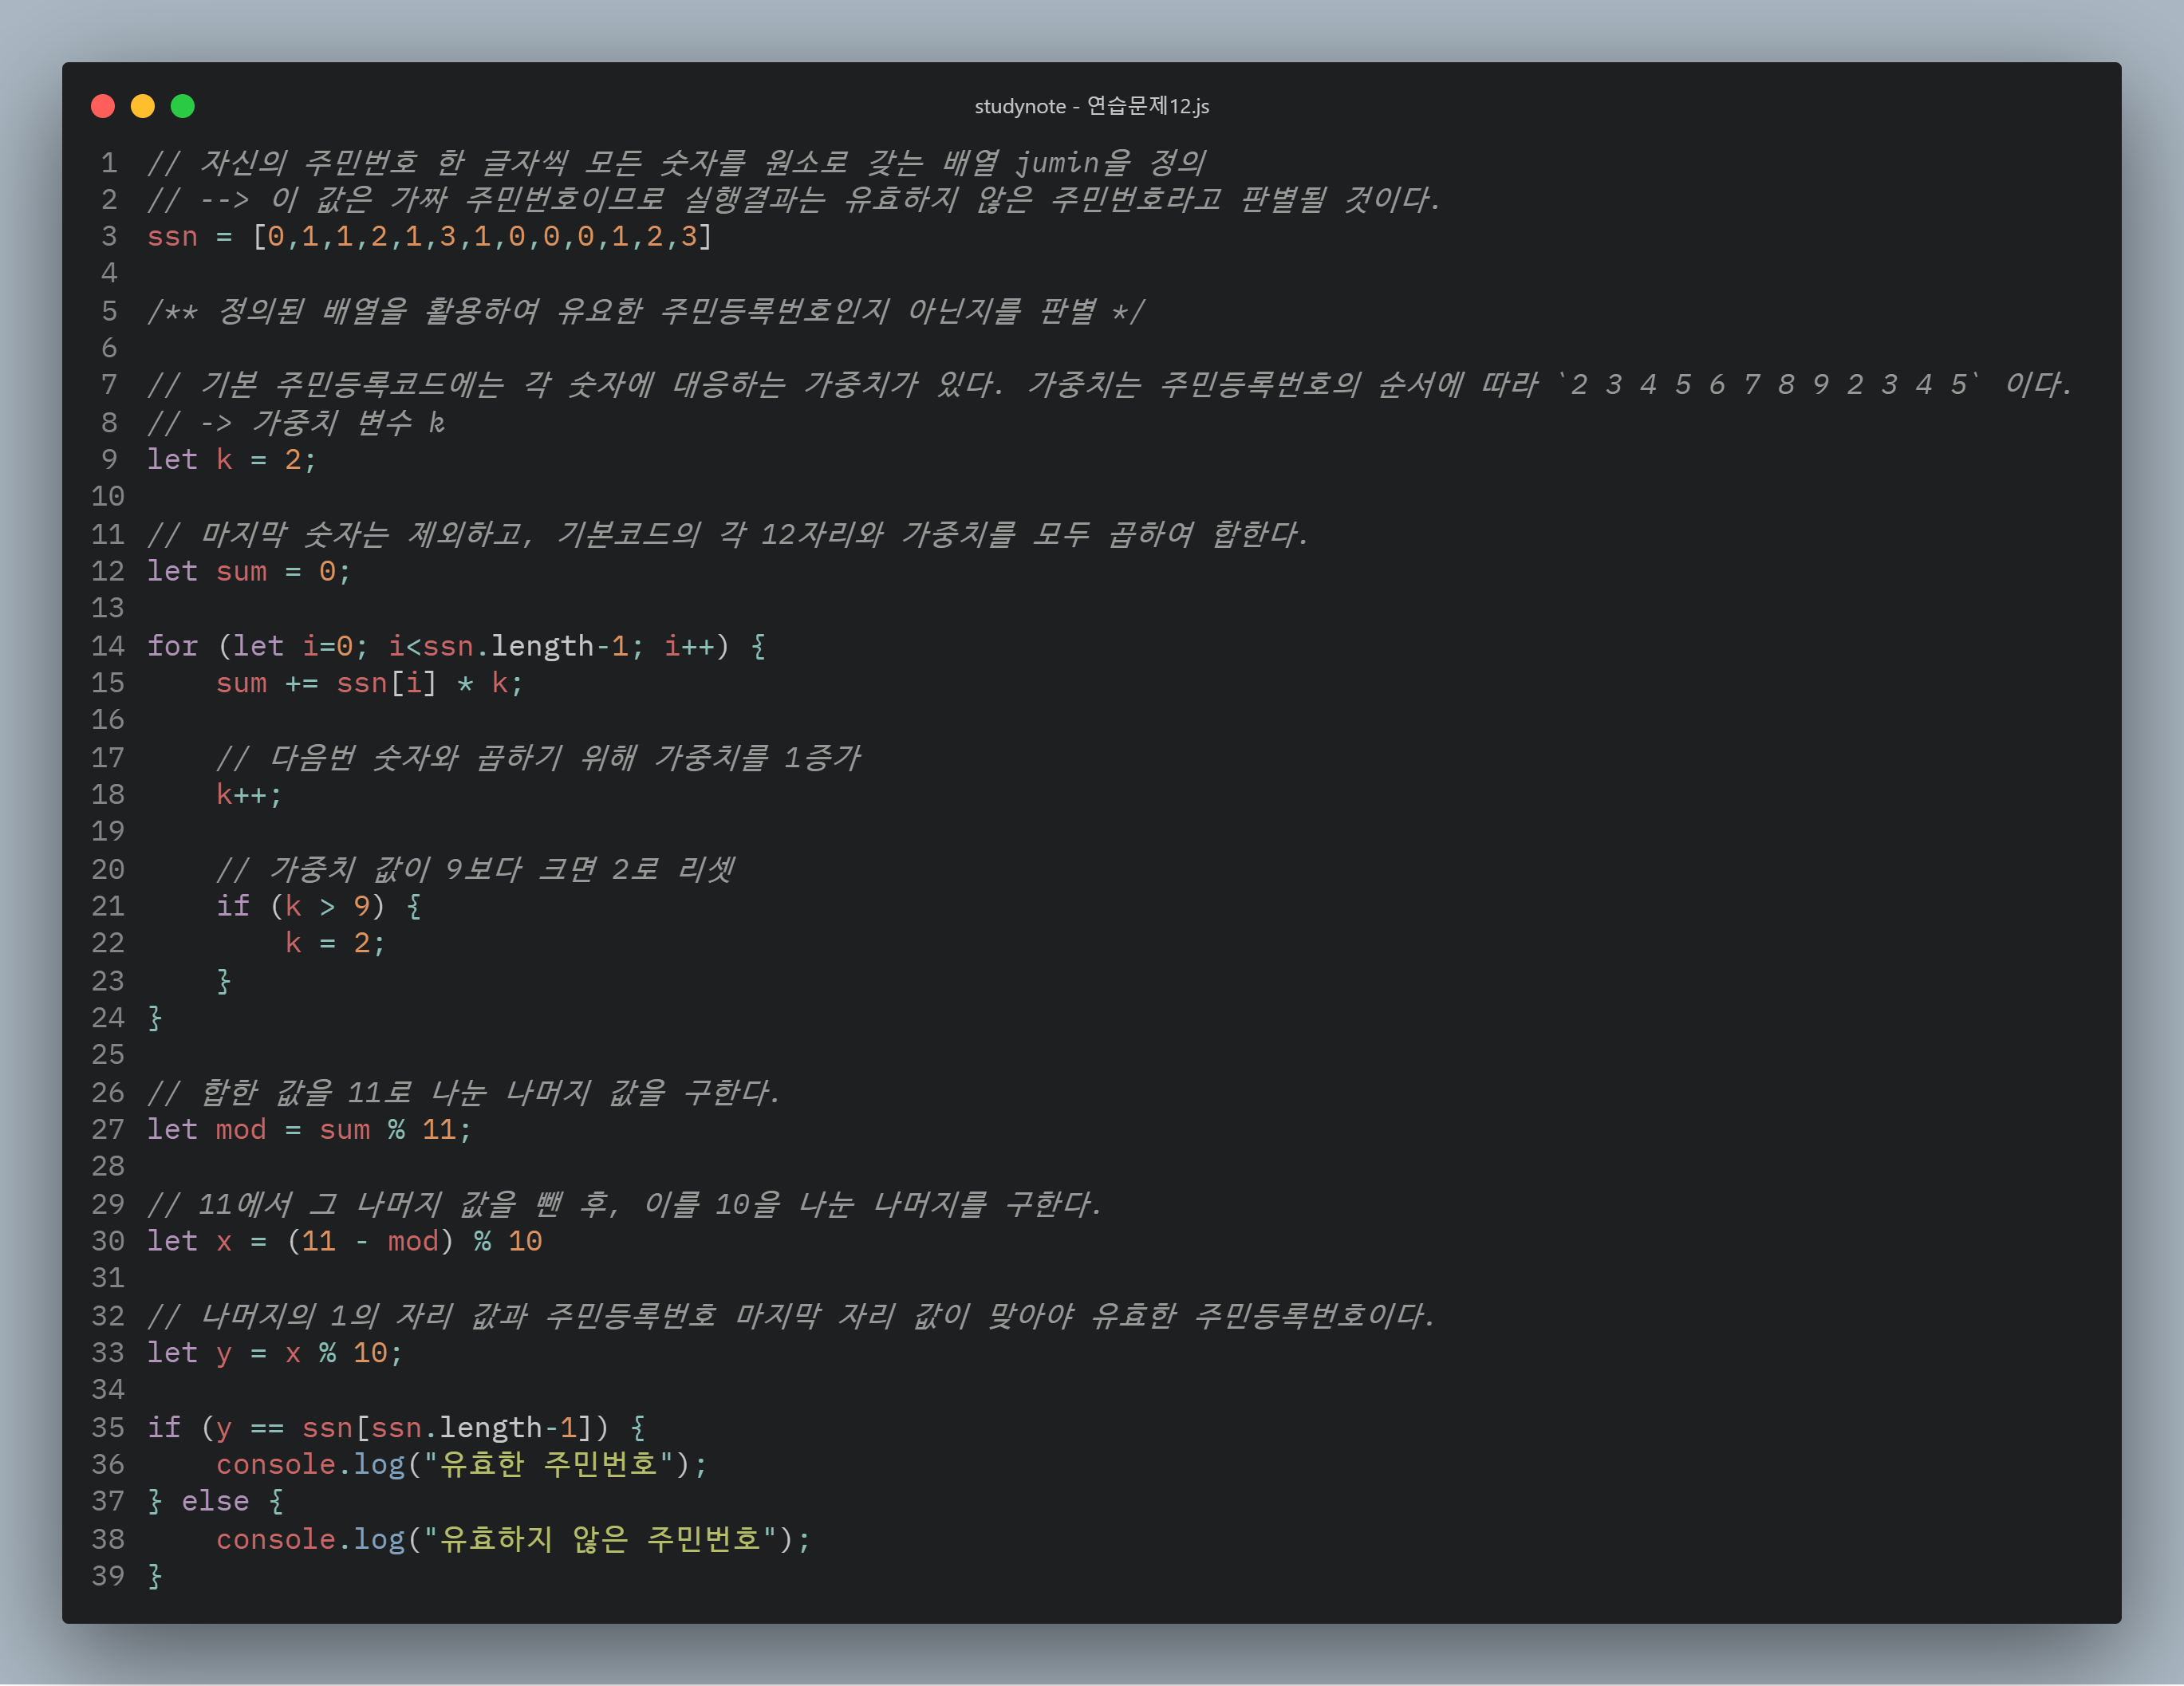 studynote - 연습문제12.js
1 // 자신의 주민번호 한 글자씩 모든 숫자를 원소로 갖는 배열 jumin을 정의
2 // --> 이 값은 가짜 주민번호이므로 실행결과는 유효하지 않은 주민번호라고 판별될 것이다.
3 ssn = [0,1,1,2,1,3,1,0,0,0,1,2,3]
4
5 /** 정의된 배열을 활용하여 유요한 주민등록번호인지 아닌지를 판별 */
6
7 // 기본 주민등록코드에는 각 숫자에 대응하는 가중치가 있다. 가중치는 주민등록번호의 순서에 따라 `2 3 4 5 6 7 8 9 2 3 4 5` 이다.
8 // -> 가중치 변수 k
9 let k = 2;
10
11 // 마지막 숫자는 제외하고, 기본코드의 각 12자리와 가중치를 모두 곱하여 합한다.
12 let sum = 0;
13
14 for (let i=0; i<ssn.length-1; i++) {
15     sum += ssn[i] * k;
16
17     // 다음번 숫자와 곱하기 위해 가중치를 1증가
18     k++;
19
20     // 가중치 값이 9보다 크면 2로 리셋
21     if (k > 9) {
22         k = 2;
23     }
24 }
25
26 // 합한 값을 11로 나눈 나머지 값을 구한다.
27 let mod = sum % 11;
28
29 // 11에서 그 나머지 값을 뺀 후, 이를 10을 나눈 나머지를 구한다.
30 let x = (11 - mod) % 10
31
32 // 나머지의 1의 자리 값과 주민등록번호 마지막 자리 값이 맞아야 유효한 주민등록번호이다.
33 let y = x % 10;
34
35 if (y == ssn[ssn.length-1]) {
36     console.log("유효한 주민번호");
37 } else {
38     console.log("유효하지 않은 주민번호");
39 }